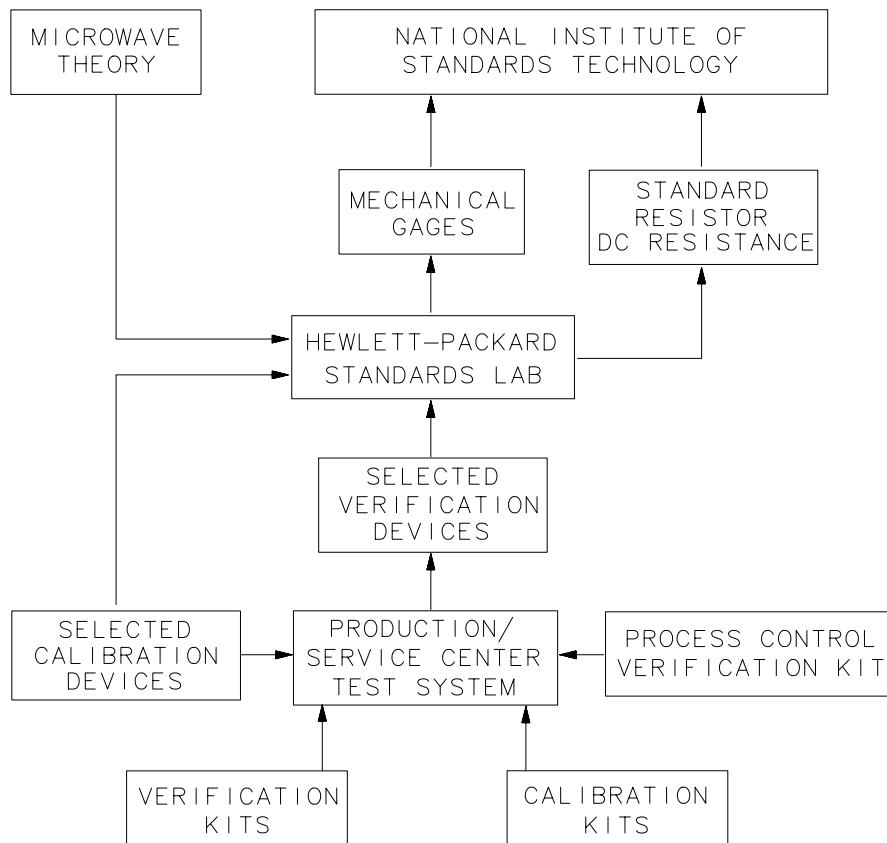 MICROWAVE
THEORY
NATIONAL INSTITUTE OF
STANDARDS TECHNOLOGY
MECHANICAL
GAGES
STANDARD
RESISTOR
DC RESISTANCE
HEWLETT-PACKARD
STANDARDS LAB
SELECTED
VERIFICATION
DEVICES
SELECTED
CALIBRATION
DEVICES
PRODUCTION/
SERVICE CENTER
TEST SYSTEM
PROCESS CONTROL
VERIFICATION KIT
VERIFICATION
KITS
CALIBRATION
KITS